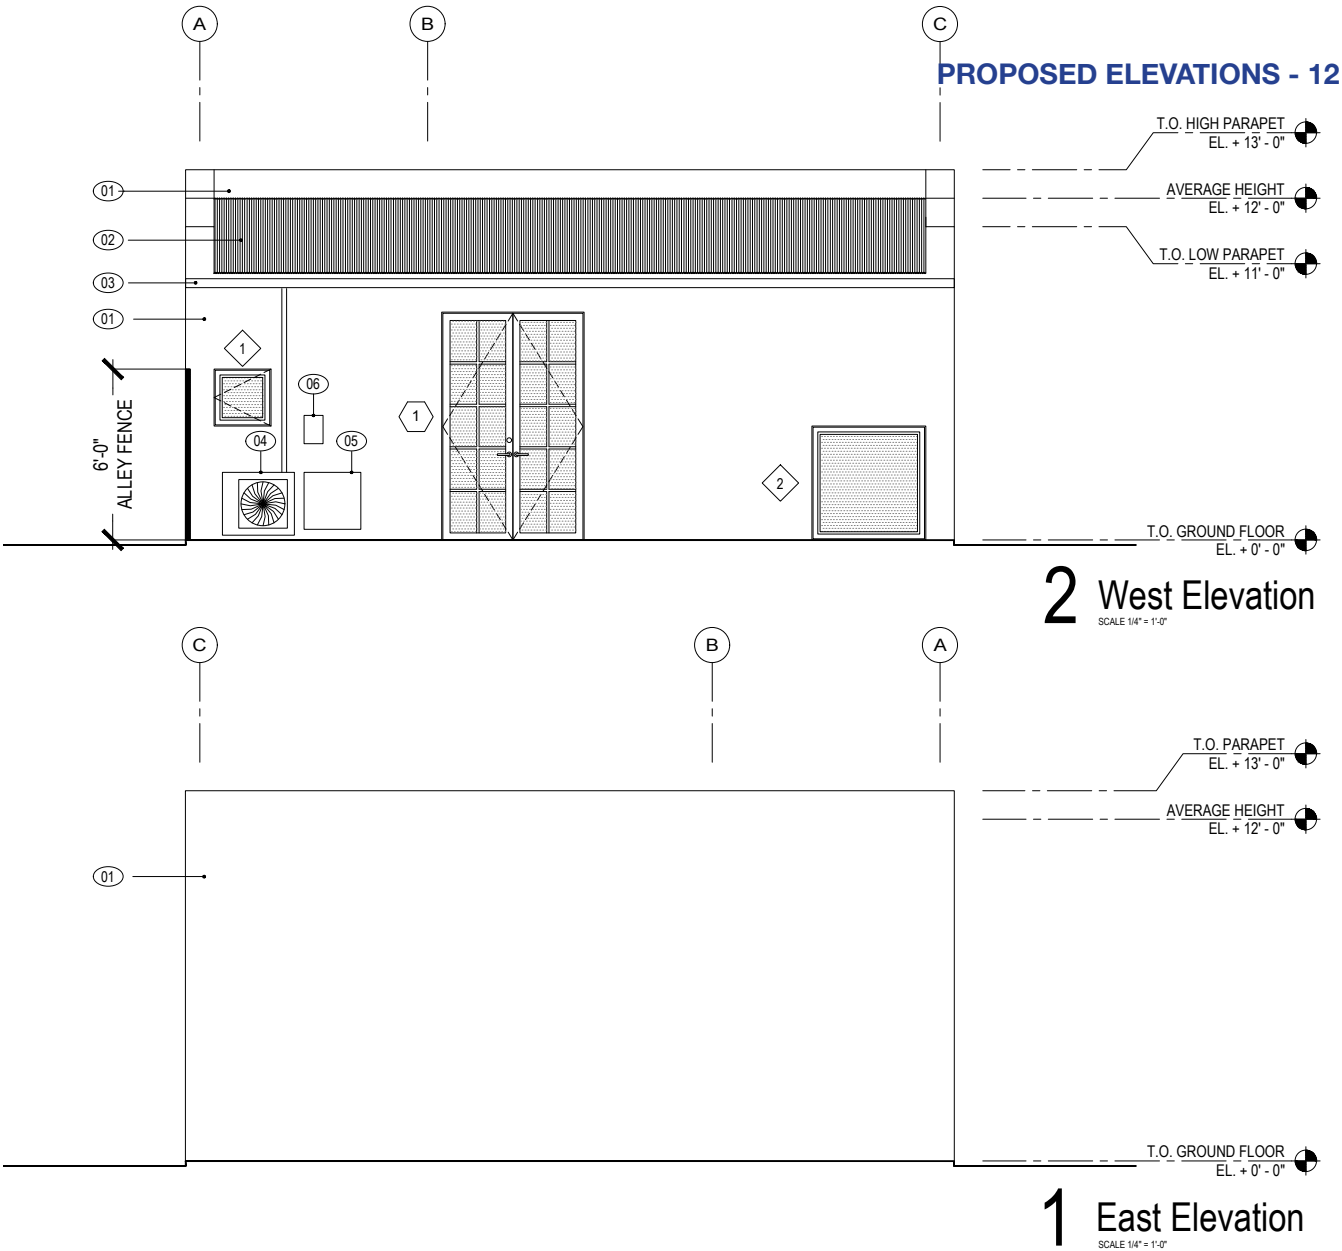 A
B
C
PROPOSED ELEVATIONS - 12
T.O. HIGH PARAPET
EL. + 13' - 0"
01
AVERAGE HEIGHT
EL. + 12' - 0"
02
T.O. LOW PARAPET
EL. + 11' - 0"
03
01
1
06
1
04
05
6'-0"
ALLEY FENCE
2
T.O. GROUND FLOOR
EL. + 0' - 0"
2 West Elevation
SCALE 1/4" = 1'-0"
C
B
A
T.O. PARAPET
EL. + 13' - 0"
AVERAGE HEIGHT
EL. + 12' - 0"
01
T.O. GROUND FLOOR
EL. + 0' - 0"
1 East Elevation
SCALE 1/4" = 1'-0"